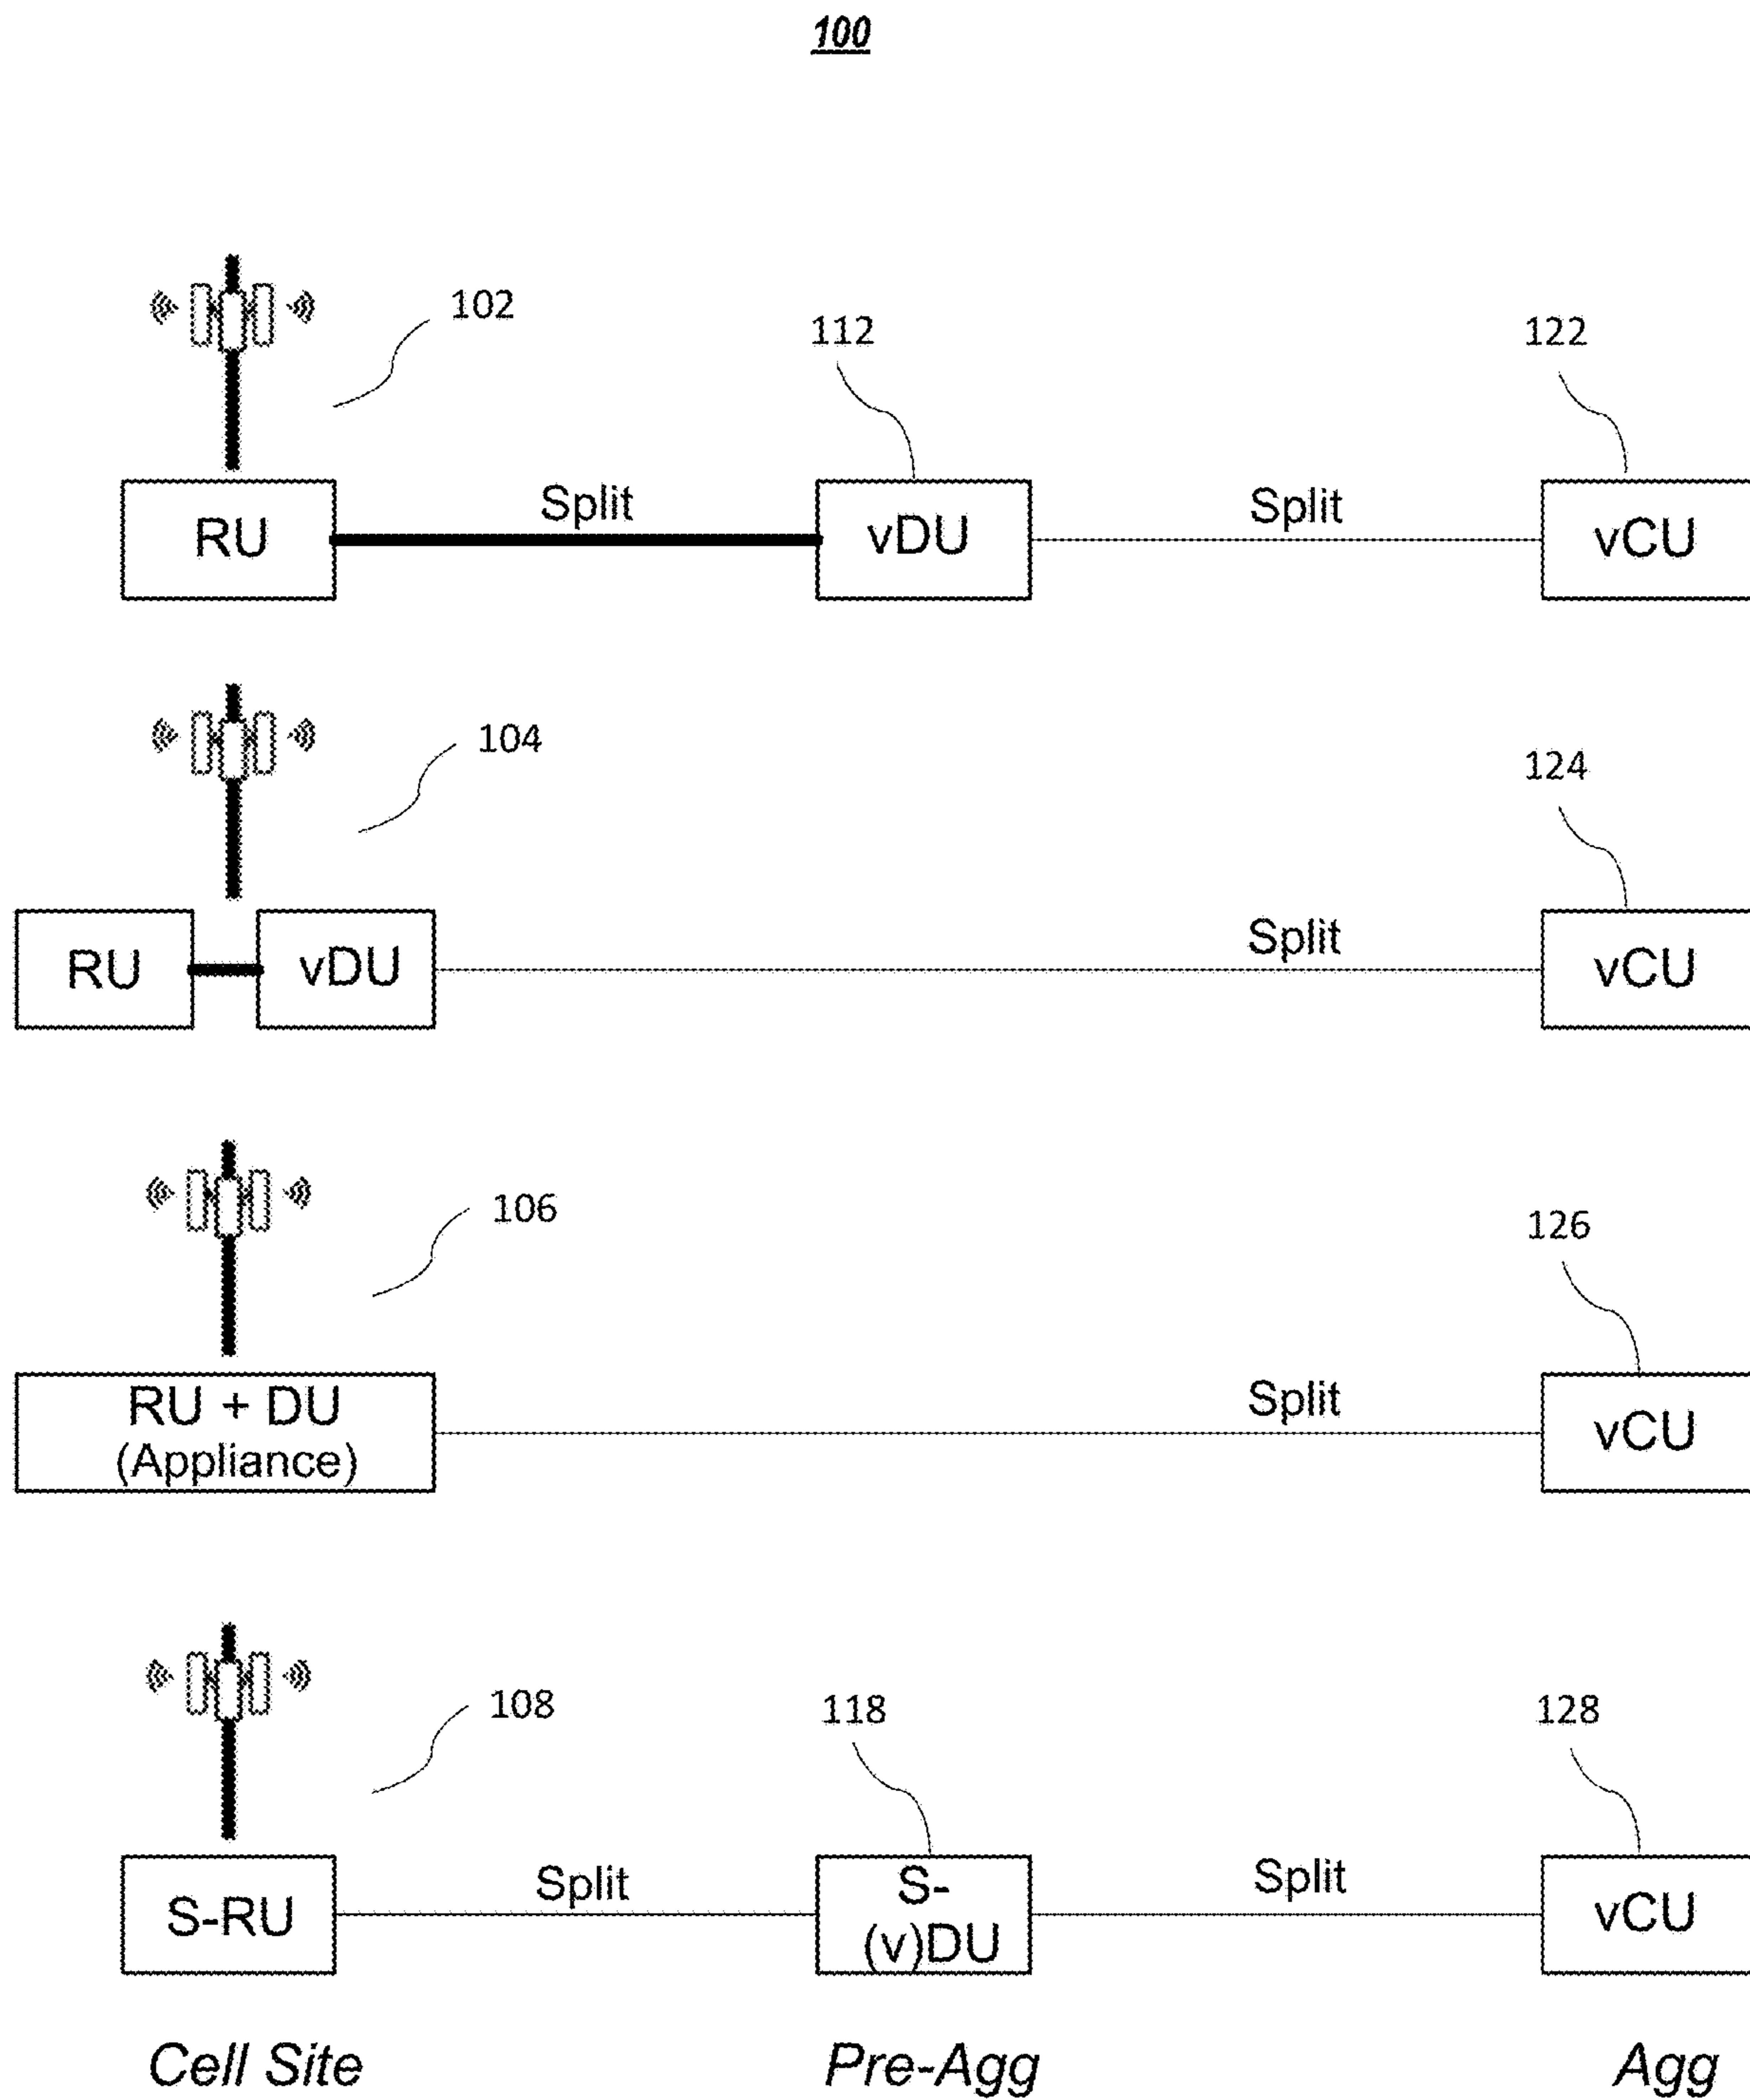 100
102
112
122
RU
Split
vDU
Split
vCU
104
124
RU
vDU
Split
vCU
106
126
RU + DU
(Appliance)
Split
vCU
108
118
128
S-RU
Split
S-
(v)DU
Split
vCU
Cell Site
Pre-Agg
Agg